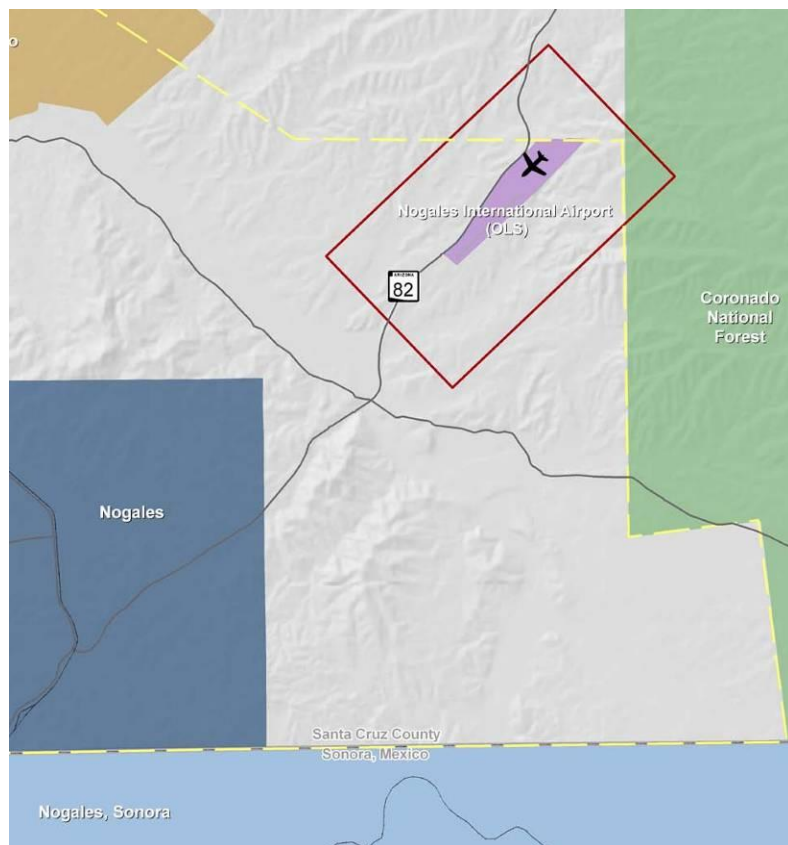 o
Nogales International Airport
(OLS)
ARIZONA
82
Coronado
National
Forest
Nogales
Santa Cruz County
Sonora, Mexico
Nogales, Sonora